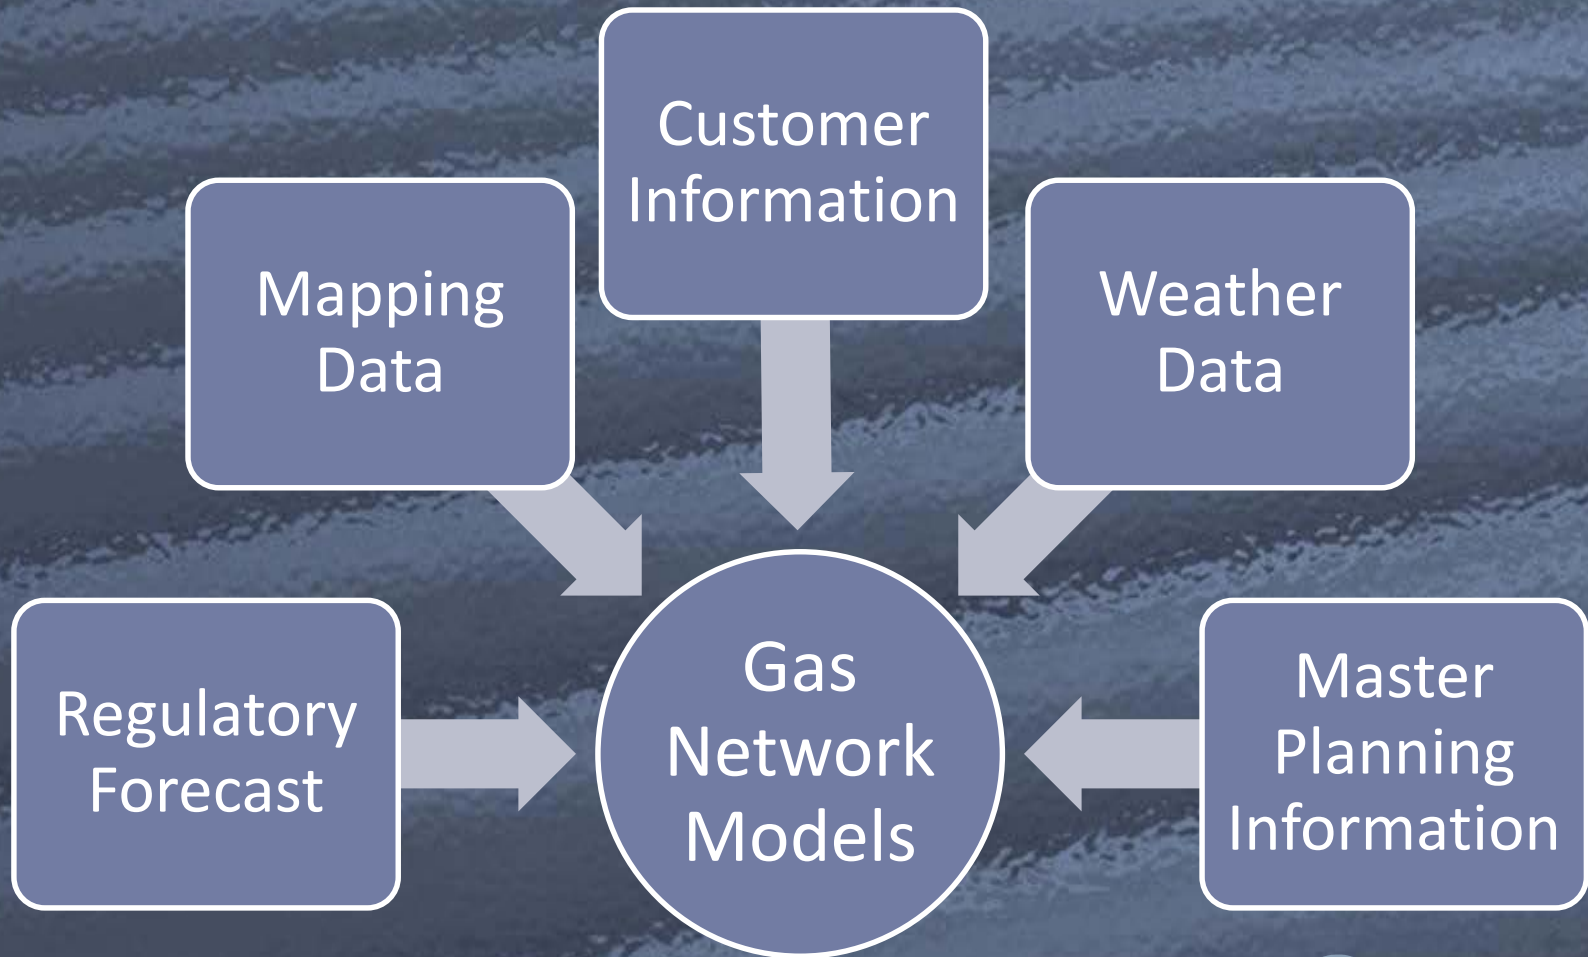 Customer
Information
Mapping
Data
Weather
Data
Regulatory
Forecast
Gas
Network
Models
Master
Planning
Information